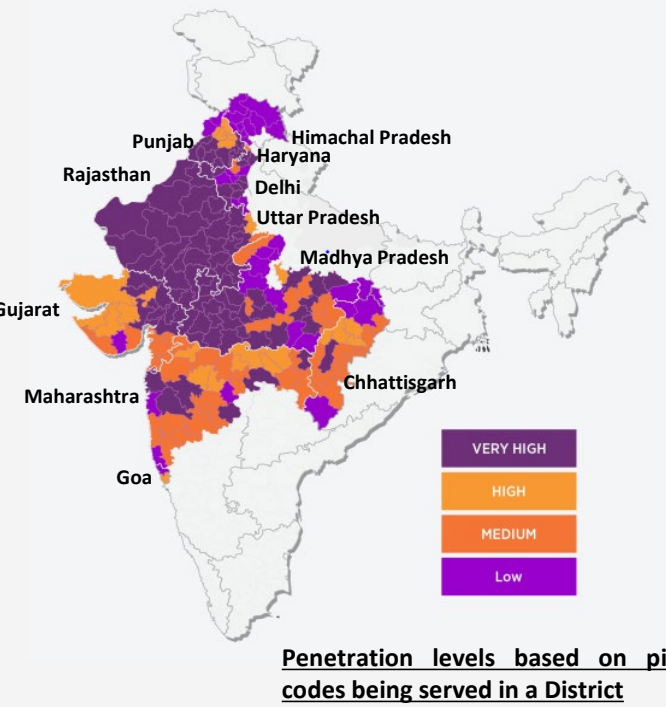 Himachal Pradesh
Punjab
Haryana
Rajasthan
Delhi
Uttar Pradesh
Madhya Pradesh
Gujarat
Chhattisgarh
Maharashtra
Goa
VERY HIGH
HIGH
MEDIUM
Low
Penetration levels based on pi
codes being served in a District